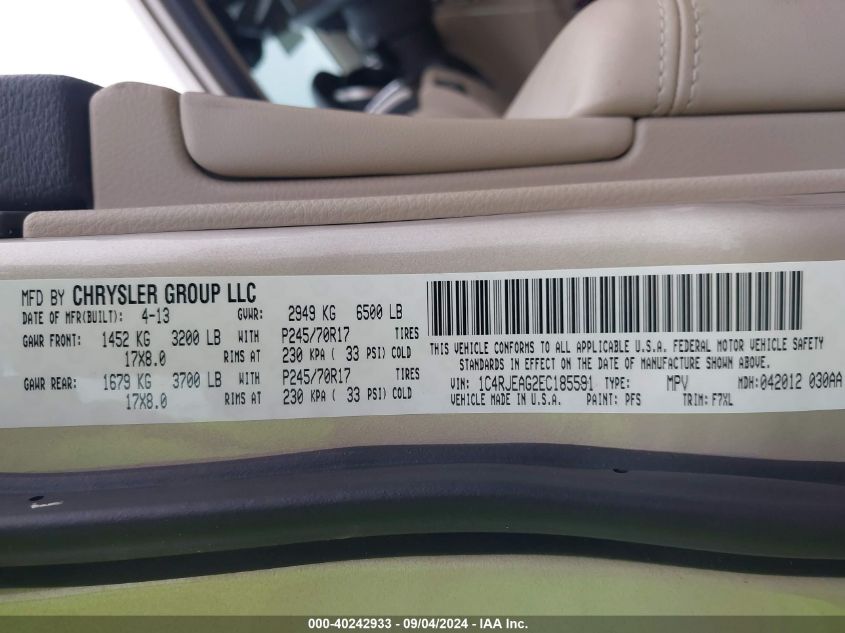 MFD BY CHRYSLER GROUP LLC
DATE OF MFR(BUILT): 4-13 GVWR: 2949 KG 6500 LB
GAWR FRONT: 1452 KG 3200 LB WITH P245/70R17 TIRES
17X8.0 RIMS AT 230 KPA ( 33 PSI) COLD
GAWR REAR: 1679 KG 3700 LB WITH P245/70R17 TIRES
17X8.0 RIMS AT 230 KPA ( 33 PSI) COLD
THIS VEHICLE CONFORMS TO ALL APPLICABLE U.S.A. FEDERAL MOTOR VEHICLE SAFETY
STANDARDS IN EFFECT ON THE DATE OF MANUFACTURE SHOWN ABOVE.
VIN: 1C4RJEAG2EC185591 TYPE: MPV MDH: 042012 030AA
VEHICLE MADE IN U.S.A. PAINT: PFS TRIM: F7XL
000-40242933 - 09/04/2024 - IAA Inc.